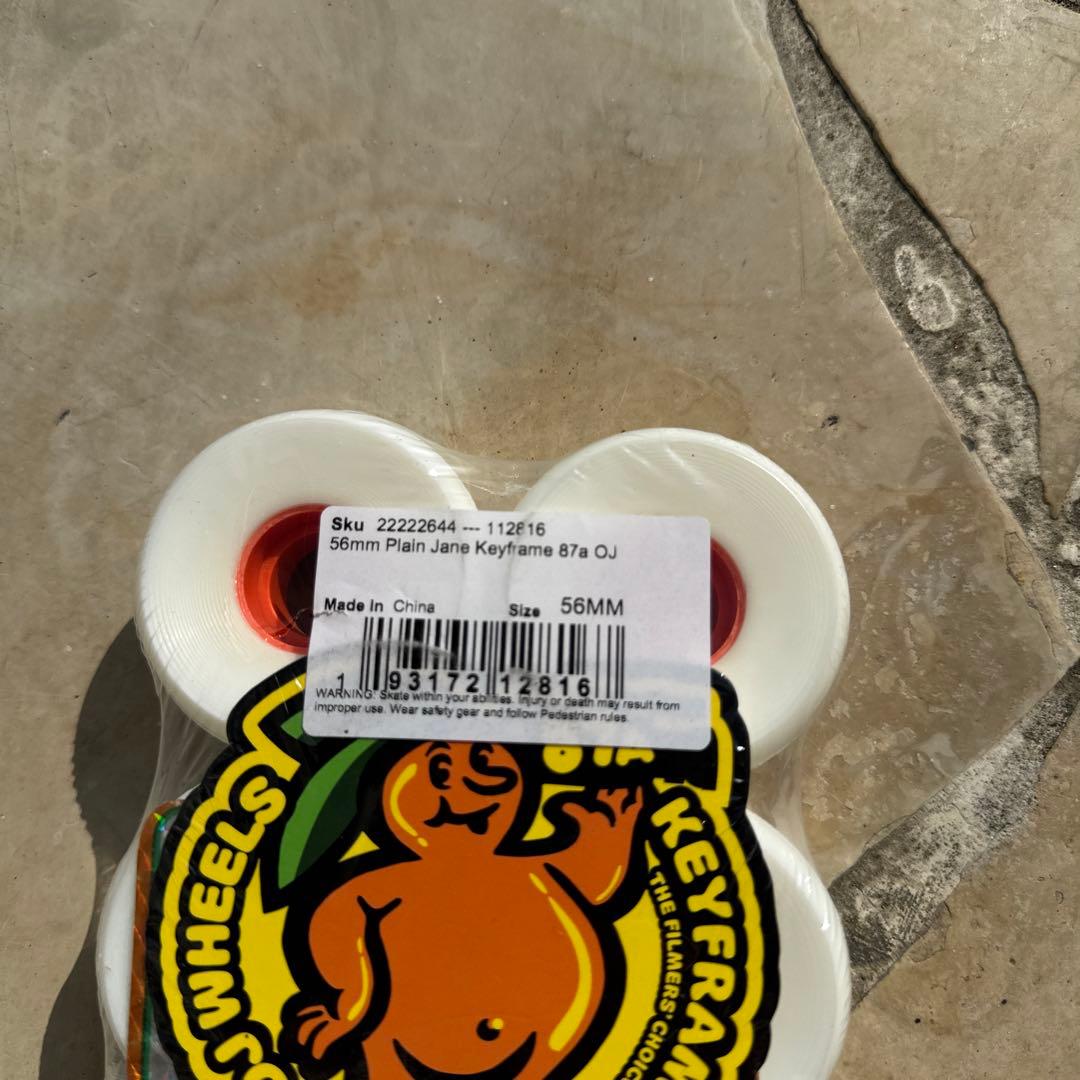 Sku 22222644 --- 112816
56mm Plain Jane Keyframe 87a OJ
Made In China Size 56MM
1 93172 12816
WARNING: Skate within your abilities. Injury or death may result from
improper use. Wear safety gear and follow Pedestrian rules.
OJ WHEELS
KEYFRAM
THE FILMERS' CHOIC